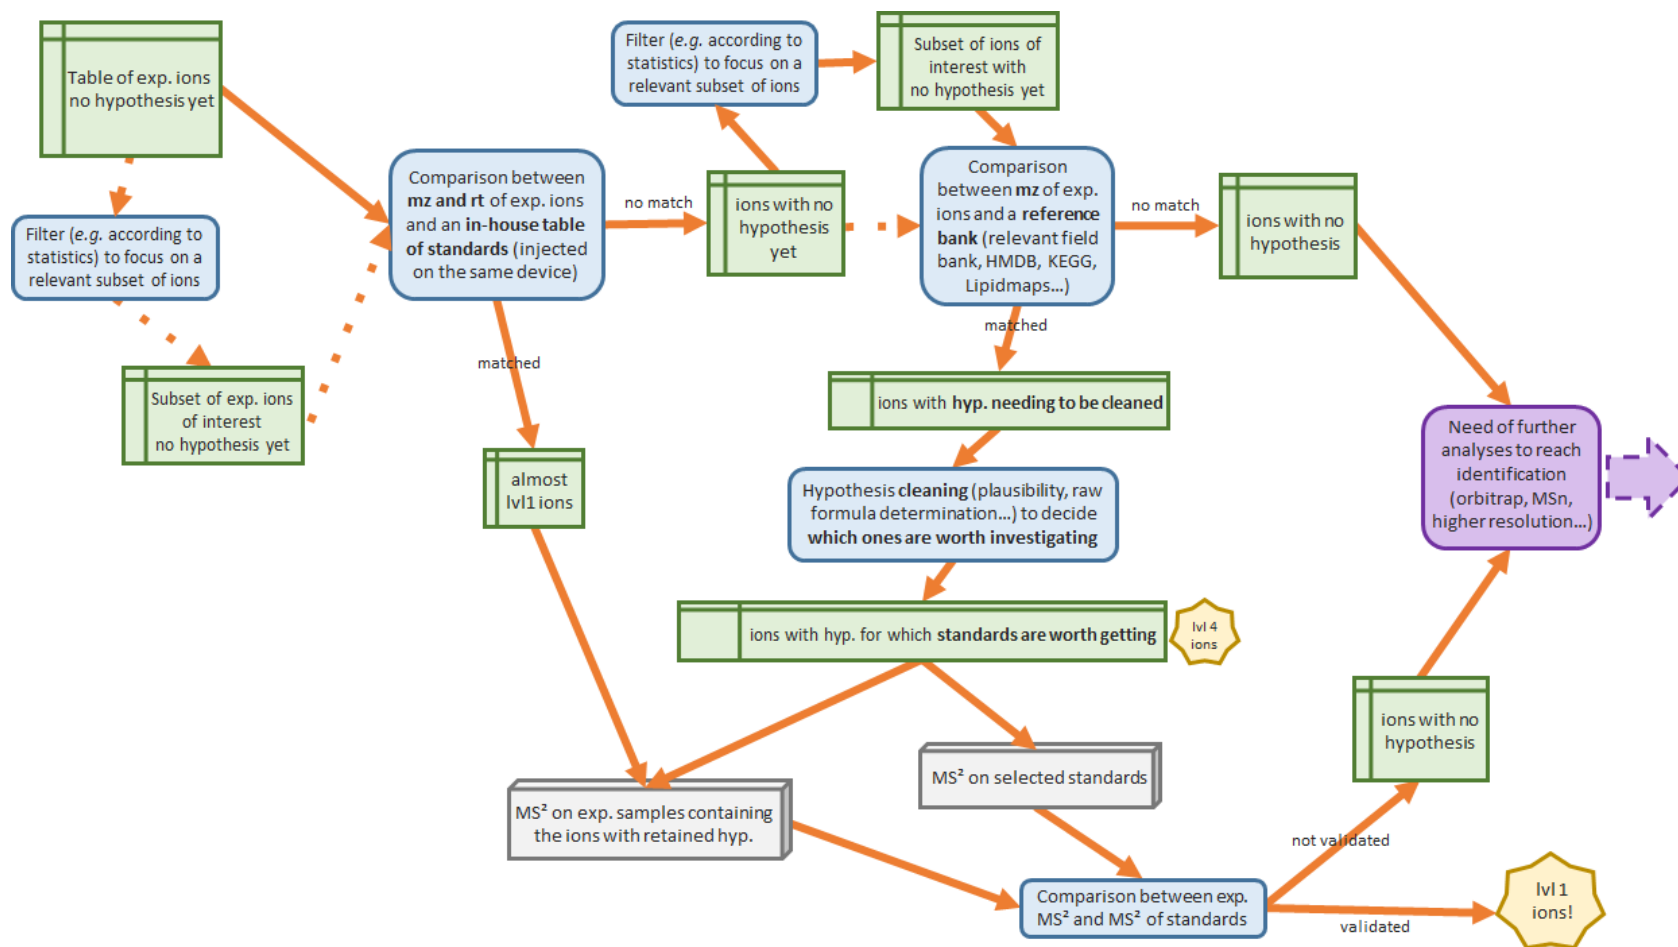 Table of exp. ions
no hypothesis yet
Filter (e.g. according to
statistics) to focus on a
relevant subset of ions
Subset of exp. ions
of interest
no hypothesis yet
Comparison between
mz and rt of exp. ions
and an in-house table
of standards (injected
on the same device)
no match
matched
ions with no
hypothesis
yet
Filter (e.g. according to
statistics) to focus on a
relevant subset of ions
Subset of ions of
interest with
no hypothesis yet
Comparison
between mz of exp.
ions and a reference
bank (relevant field
bank, HMDB, KEGG,
Lipidmaps...)
no match
matched
ions with no
hypothesis
ions with hyp. needing to be cleaned
Hypothesis cleaning (plausibility, raw
formula determination...) to decide
which ones are worth investigating
ions with hyp. for which standards are worth getting
lvl 4
ions
almost
lvl1 ions
MS² on exp. samples containing
the ions with retained hyp.
MS² on selected standards
Comparison between exp.
MS² and MS² of standards
not validated
validated
ions with no
hypothesis
lvl 1
ions!
Need of further
analyses to reach
identification
(orbitrap, MSn,
higher resolution...)